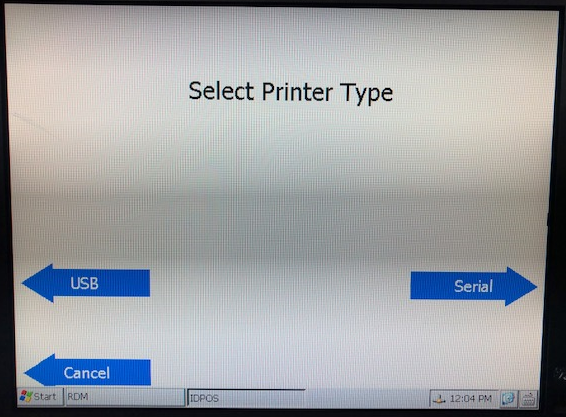 Select Printer Type
USB
Serial
Cancel
Start RDM IDPOS 12:04 PM